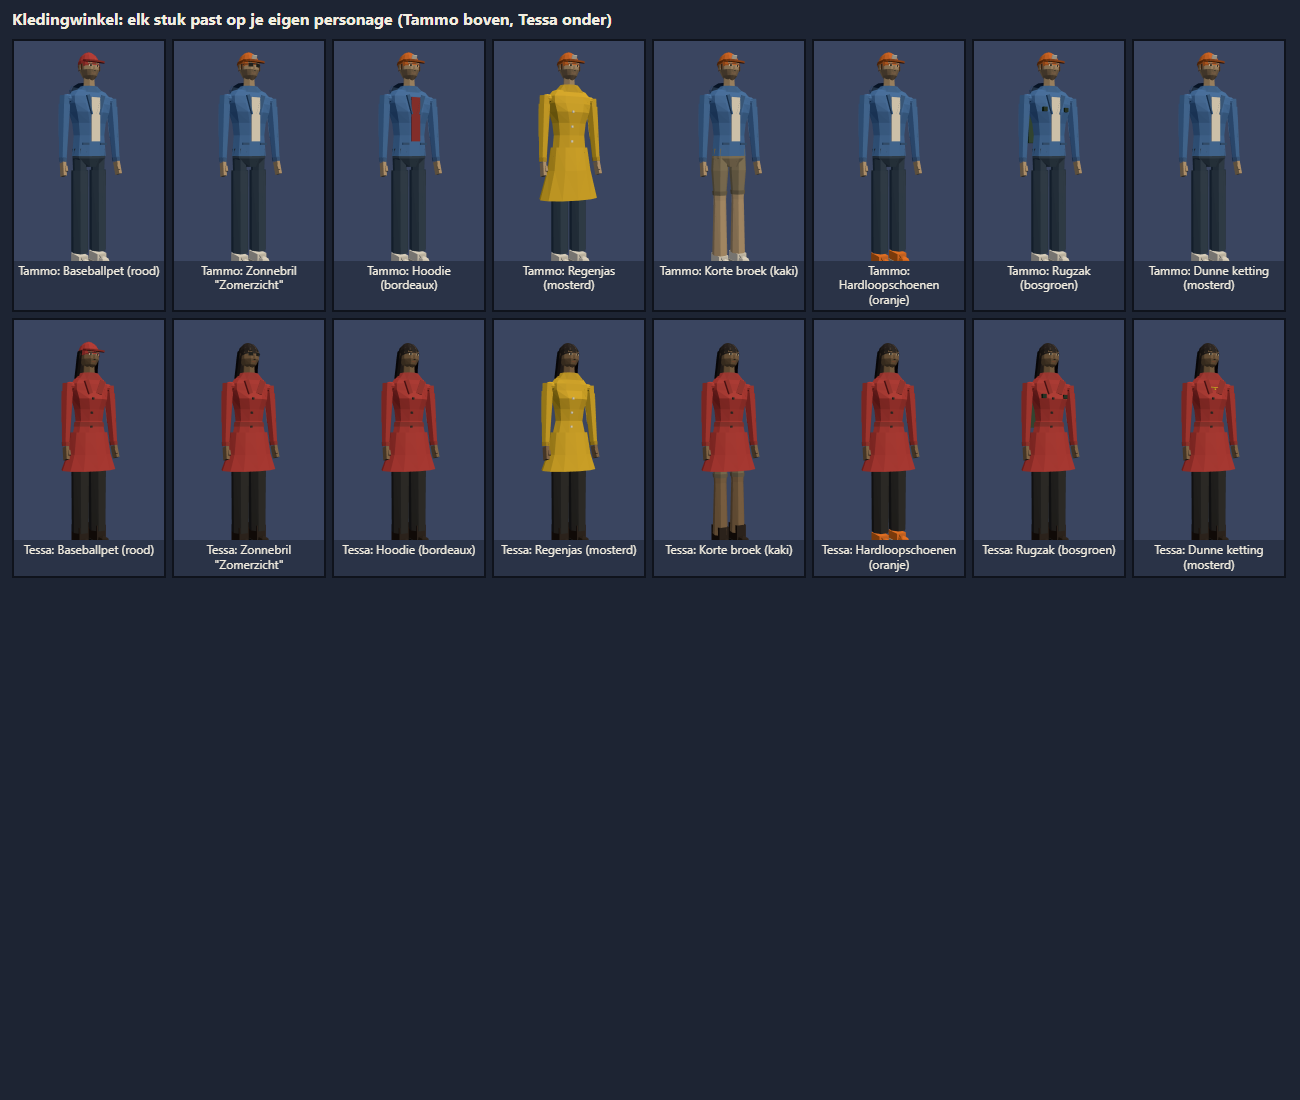 Kledingwinkel: elk stuk past op je eigen personage (Tammo boven, Tessa onder)
Tammo: Baseballpet (rood)
Tammo: Zonnebril
"Zomerzicht"
Tammo: Hoodie
(bordeaux)
Tammo: Regenjas
(mosterd)
Tammo: Korte broek (kaki)
Tammo:
Hardloopschoenen
(oranje)
Tammo: Rugzak
(bosgroen)
Tammo: Dunne ketting
(mosterd)
Tessa: Baseballpet (rood)
Tessa: Zonnebril
"Zomerzicht"
Tessa: Hoodie (bordeaux)
Tessa: Regenjas (mosterd)
Tessa: Korte broek (kaki)
Tessa: Hardloopschoenen
(oranje)
Tessa: Rugzak (bosgroen)
Tessa: Dunne ketting
(mosterd)